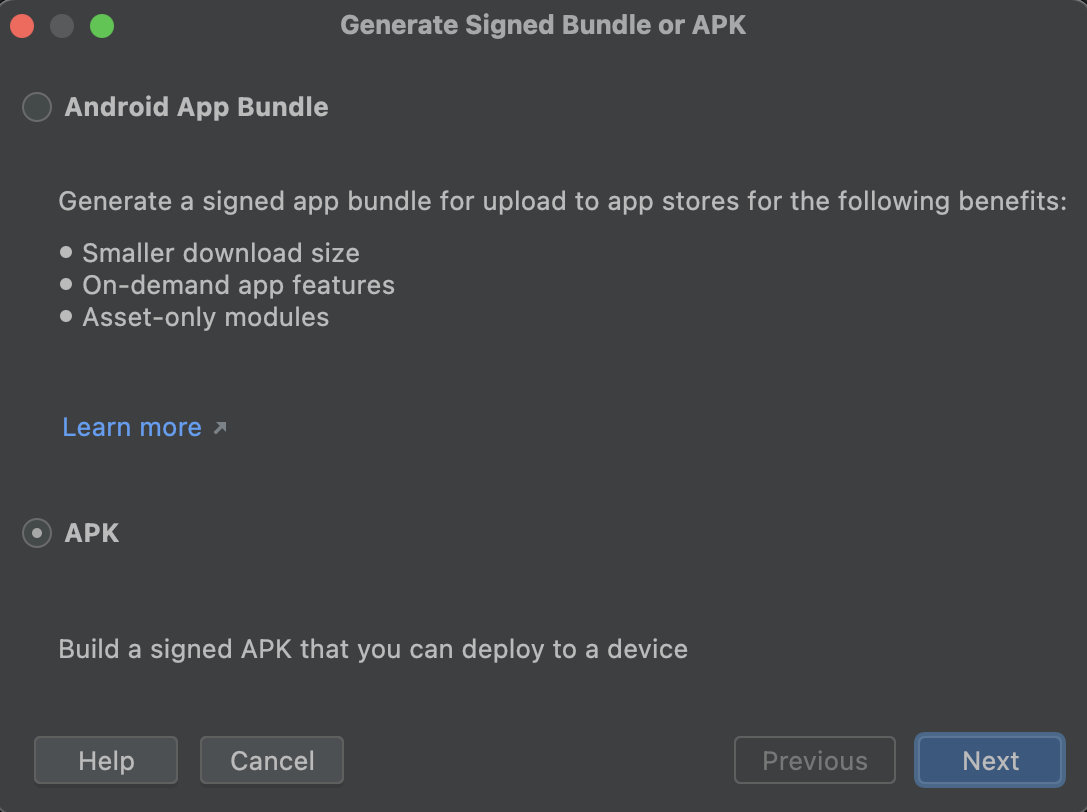 Generate Signed Bundle or APK
Android App Bundle
Generate a signed app bundle for upload to app stores for the following benefits:
• Smaller download size
• On-demand app features
• Asset-only modules
Learn more ↗
APK
Build a signed APK that you can deploy to a device
Help Cancel Previous Next